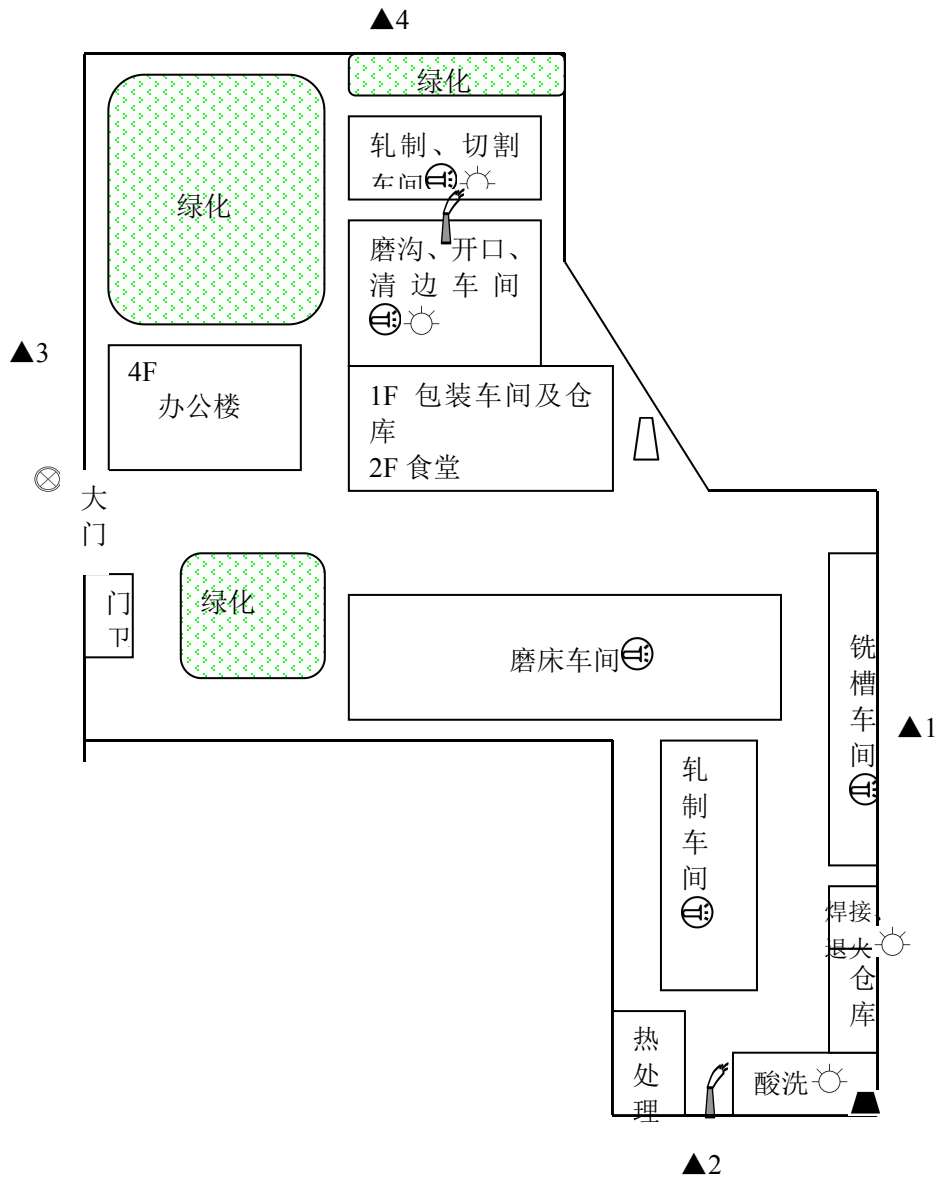 ▲4
绿化
轧制、切割
车间
绿化
磨沟、开口、
清边车间
▲3
4F
办公楼
1F 包装车间及仓
库
2F 食堂
大
门
门
卫
绿化
磨床车间
铣
槽
车
间
▲1
轧
制
车
间
焊接、
退火
仓
库
热
处
理
酸洗
▲2